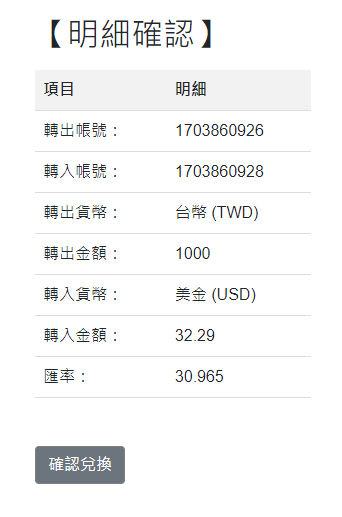 【明細確認】
項目 明細
轉出帳號： 1703860926
轉入帳號： 1703860928
轉出貨幣： 台幣 (TWD)
轉出金額： 1000
轉入貨幣： 美金 (USD)
轉入金額： 32.29
匯率： 30.965
確認兌換